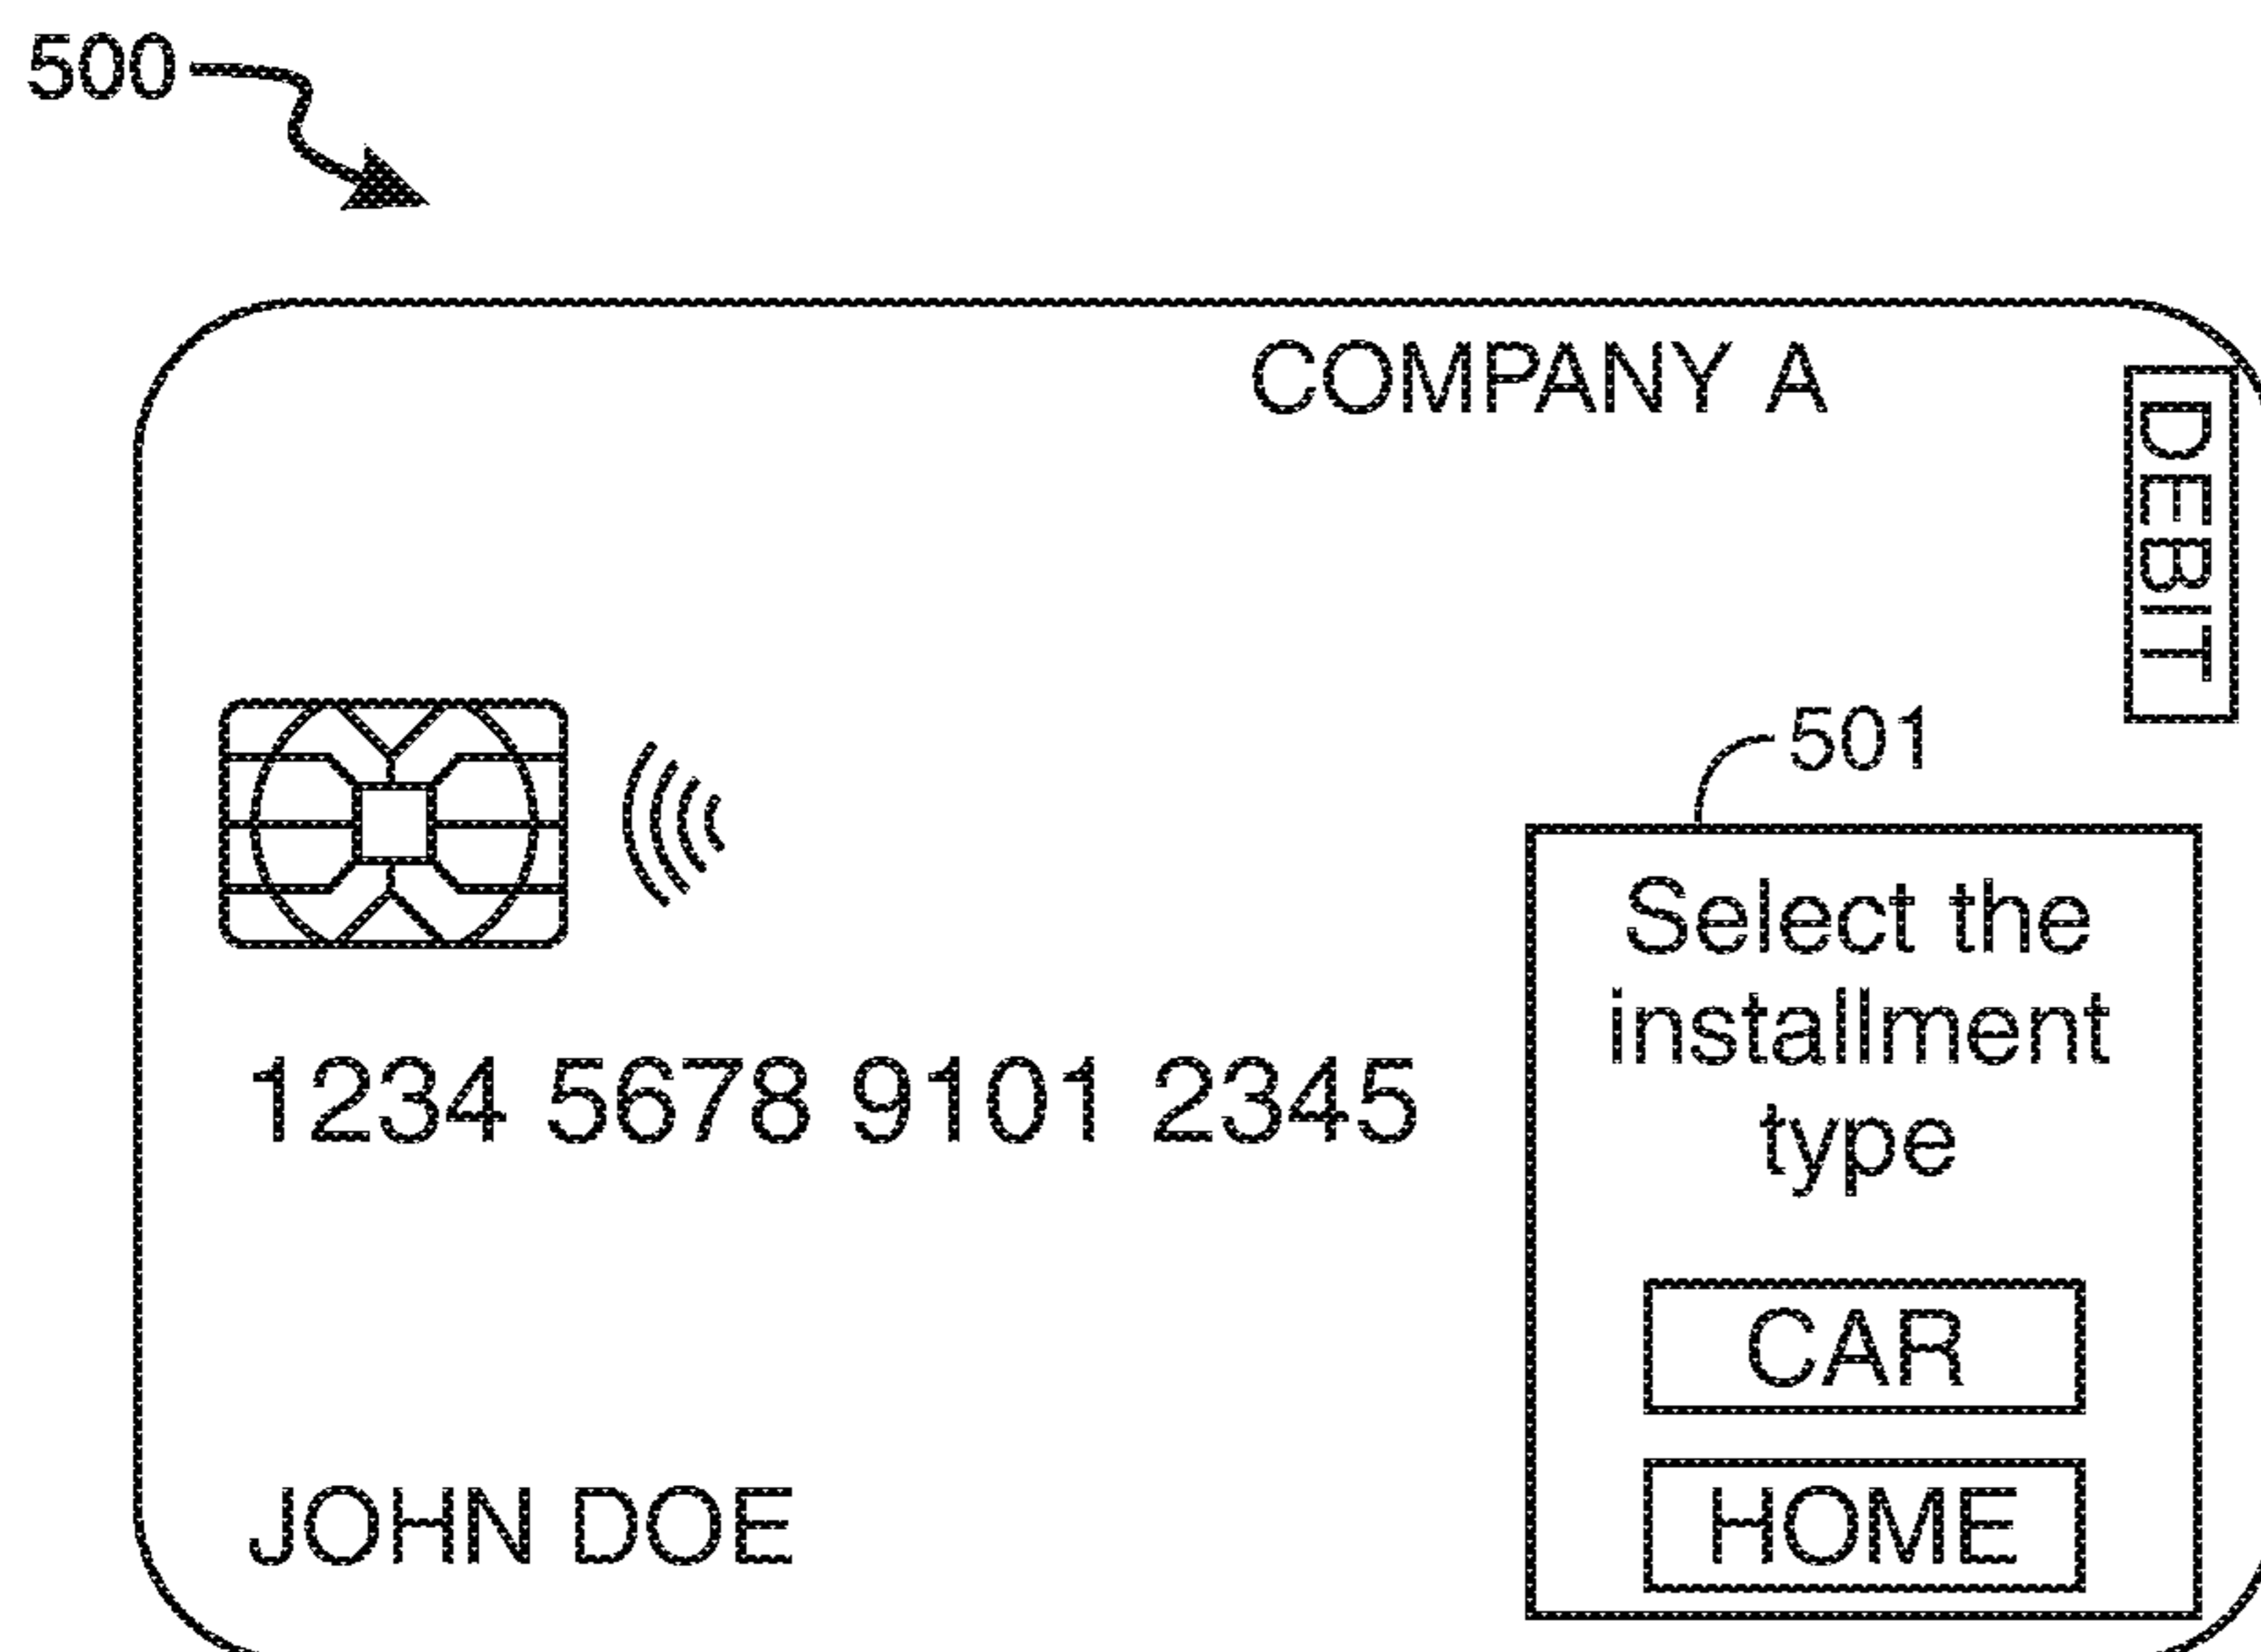 500
COMPANY A
DEBIT
501
Select the
installment
type
1234 5678 9101 2345
CAR
HOME
JOHN DOE